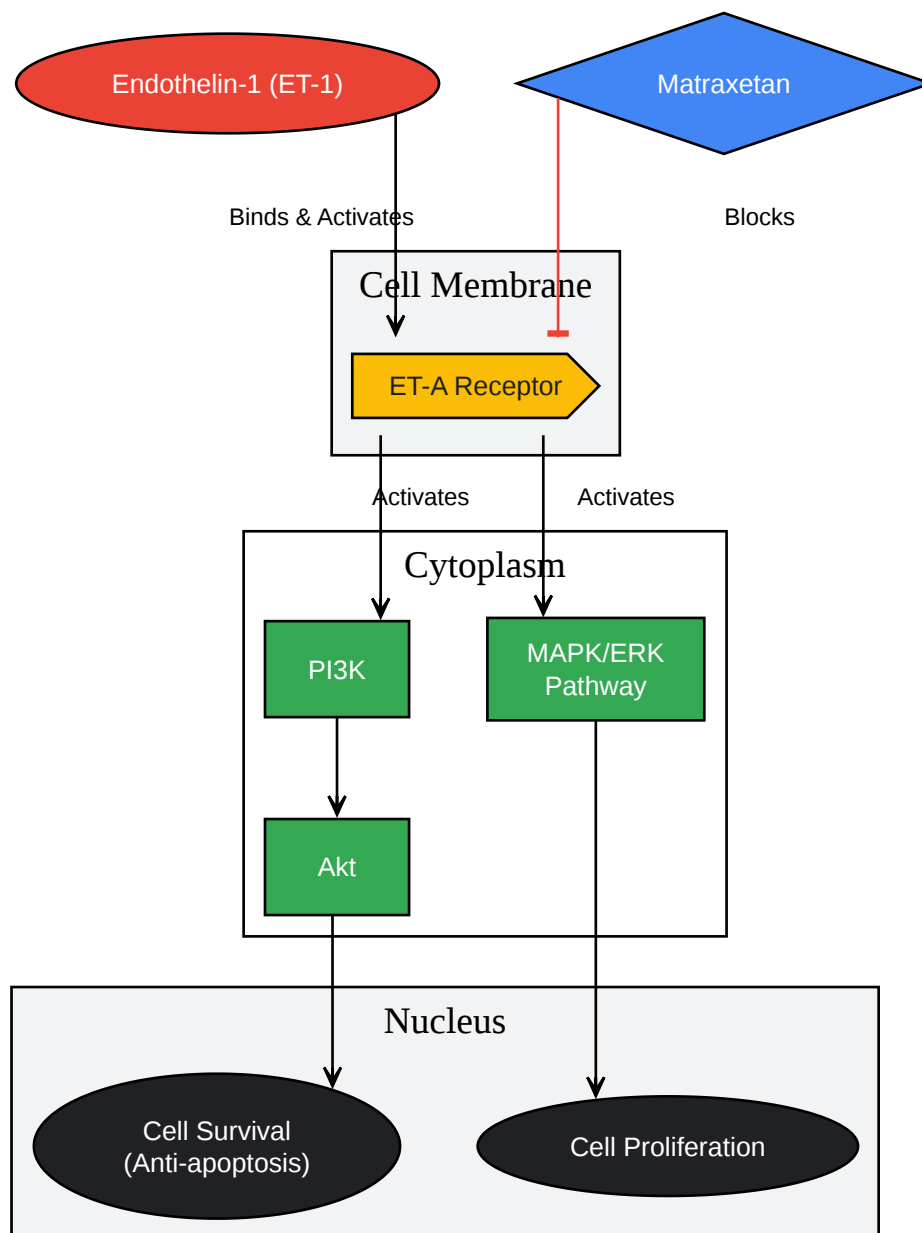 Endothelin-1 (ET-1)
Matraxetan
Binds & Activates
Blocks
Cell Membrane
ET-A Receptor
Activates
Activates
Cytoplasm
PI3K
MAPK/ERK
Pathway
Akt
Nucleus
Cell Survival
(Anti-apoptosis)
Cell Proliferation